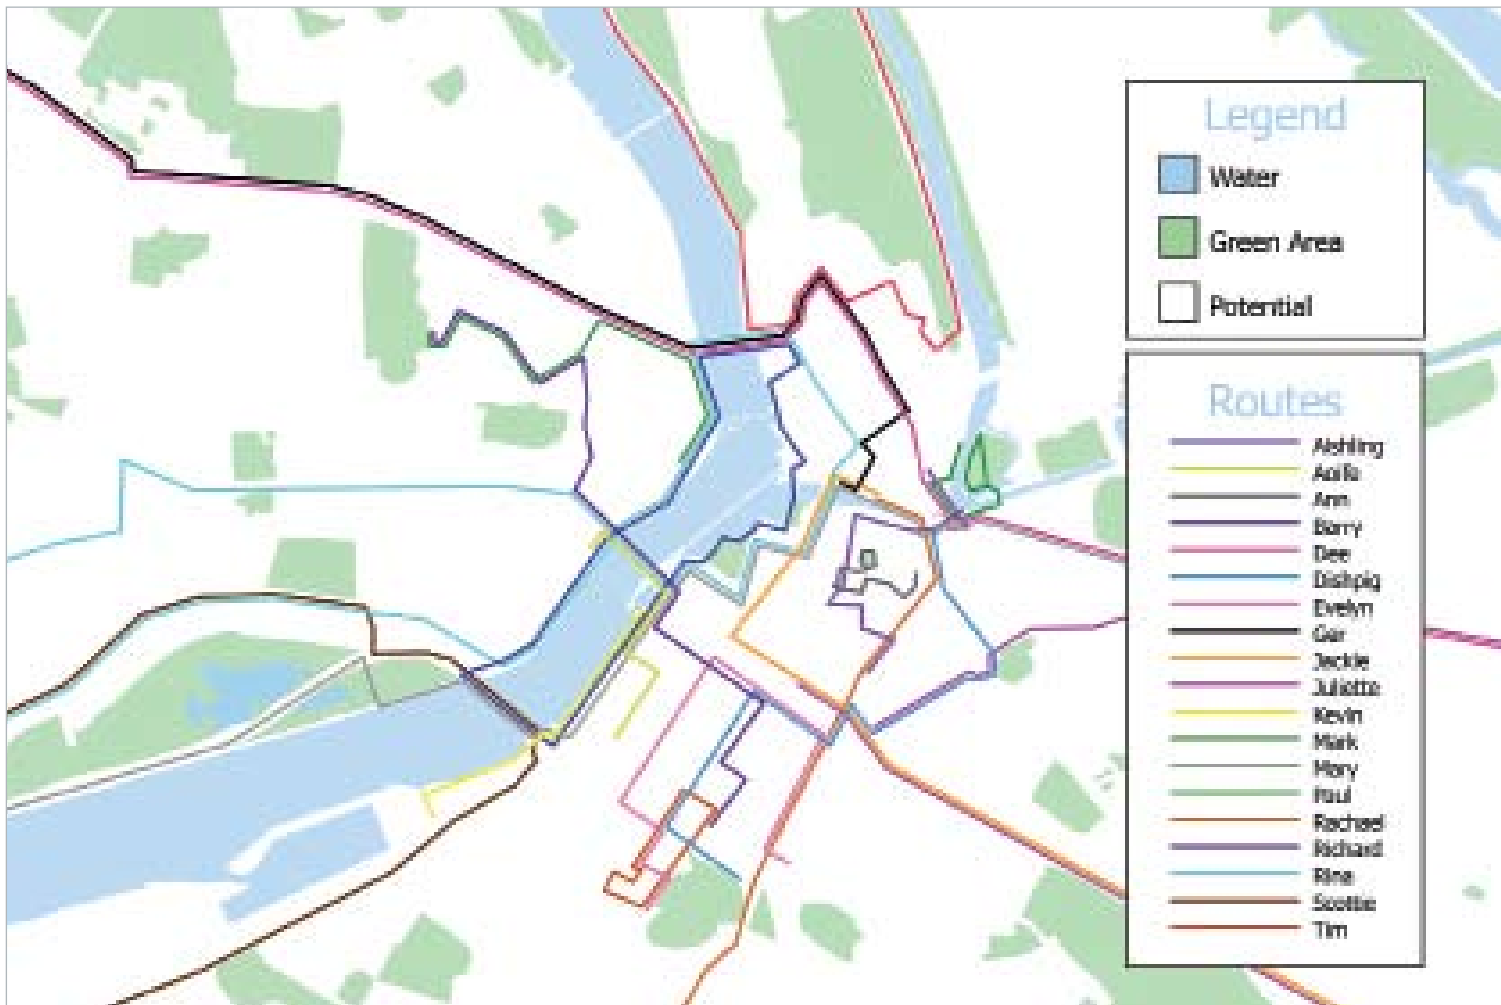 Legend
Water
Green Area
Potential
Routes
Aishling
Aoife
Ann
Barry
Dee
Dishpig
Evelyn
Ger
Jackie
Juliette
Kevin
Mark
Mary
Paul
Rachael
Richard
Rina
Scottie
Tim